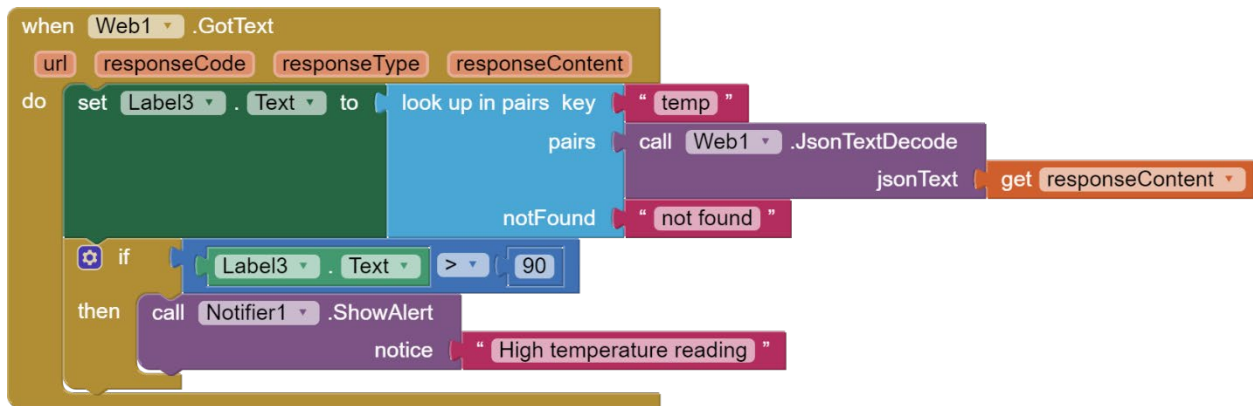 when Web1 .GotText
url responseCode responseType responseContent
do set Label3 . Text to look up in pairs key “ temp ”
pairs call Web1 .JsonTextDecode
jsonText get responseContent
notFound “ not found ”
if Label3 . Text > 90
then call Notifier1 .ShowAlert
notice “ High temperature reading ”